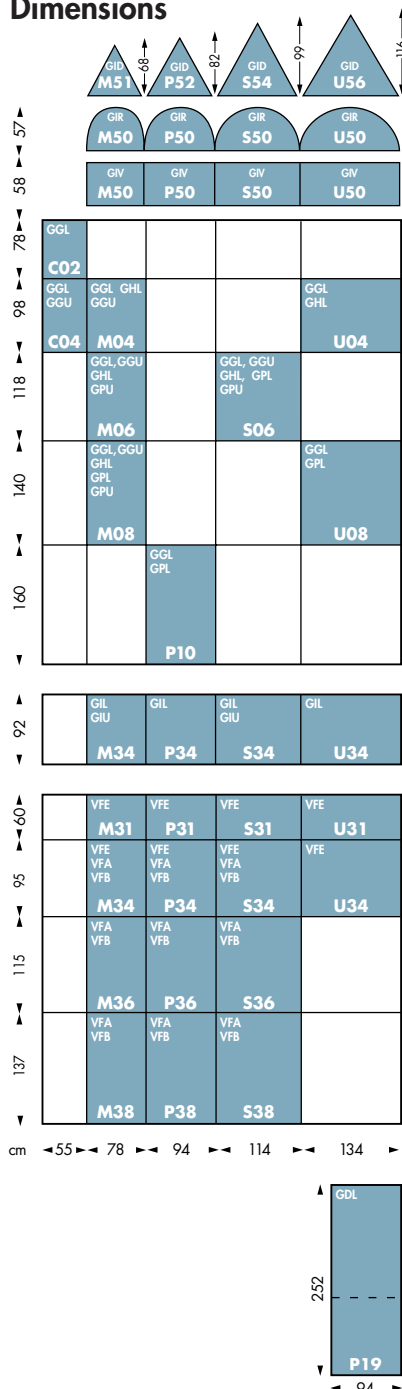 Dimensions
GID GID GID GID
M51 68 P52 82 S54 99 U56 116
57 GIR GIR GIR GIR
M50 P50 S50 U50
58 GIV GIV GIV GIV
M50 P50 S50 U50
78 GGL
C02
98 GGL GGL GHL GGL
GGU GGU GHL
C04 M04 U04
118 GGL,GGU GGL, GGU
GHL GHL, GPL
GPU GPU
M06 S06
140 GGL,GGU GGL
GHL GPL
GPL
GPU
M08 U08
160 GGL
GPL
P10
92 GIL GIL GIL GIL
GIU GIU
M34 P34 S34 U34
60 VFE VFE VFE VFE
M31 P31 S31 U31
95 VFE VFE VFE VFE
VFA VFA VFA
VFB VFB VFB
M34 P34 S34 U34
115 VFA VFA VFA
VFB VFB VFB
M36 P36 S36
137 VFA VFA VFA
VFB VFB VFB
M38 P38 S38
cm 55 78 94 114 134
GDL
252
P19
94